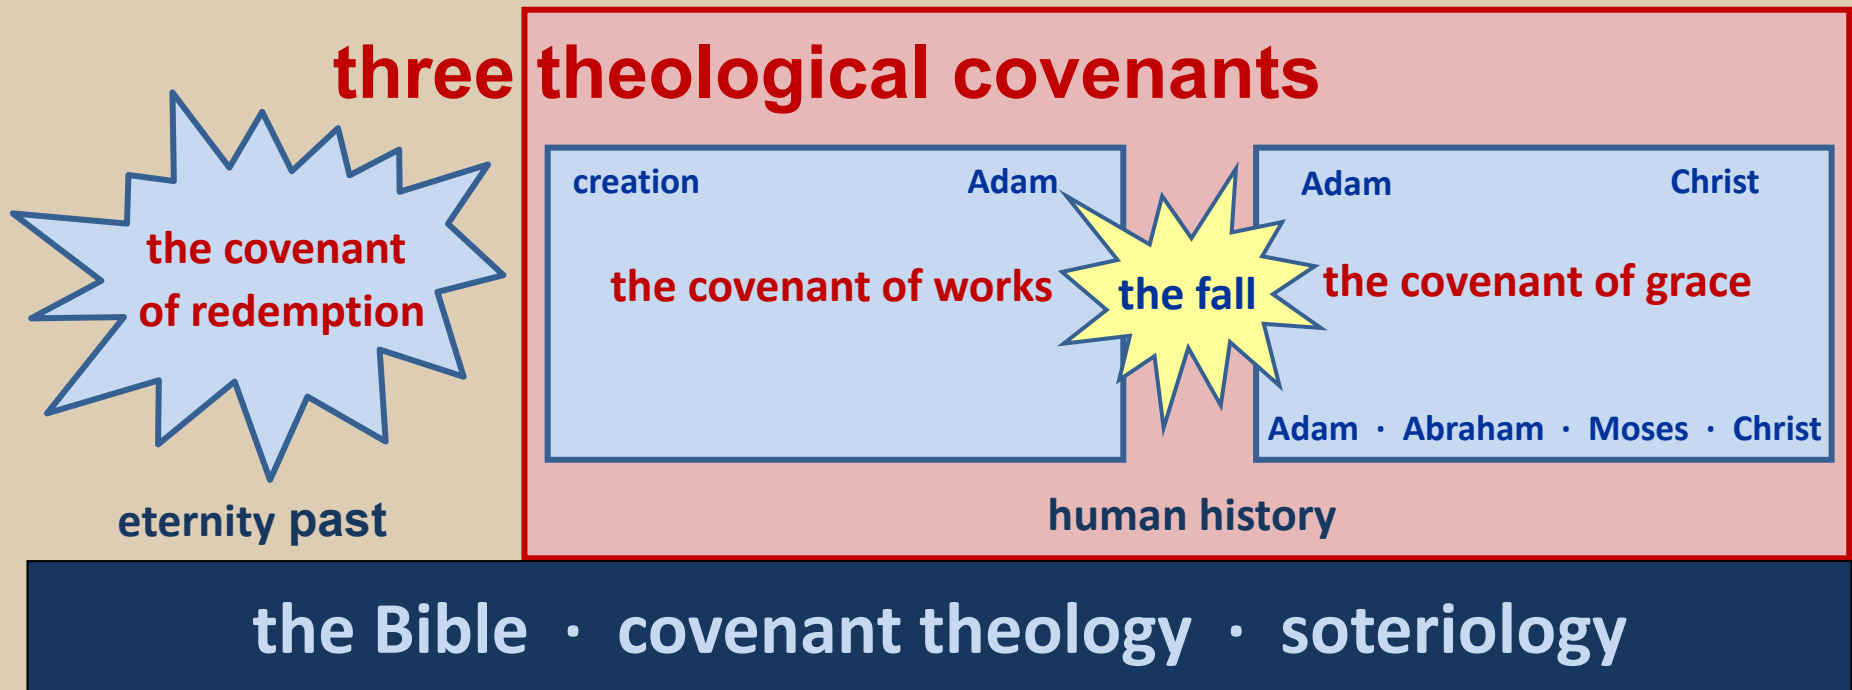 three theological covenants
the covenant
of redemption
eternity past
creation Adam
the covenant of works
the fall
Adam Christ
the covenant of grace
Adam · Abraham · Moses · Christ
human history
the Bible · covenant theology · soteriology